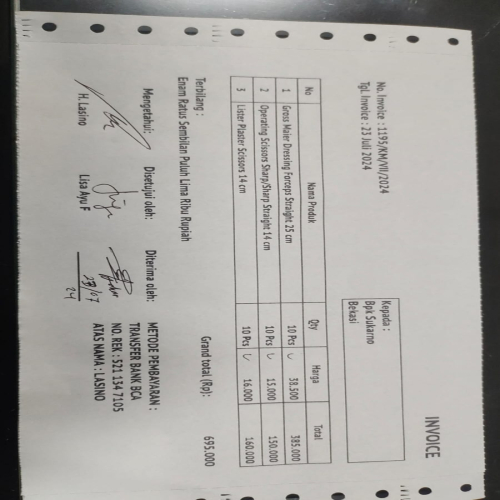 INVOICE
No. Invoice : 1195/KM/VII/2024
Tgl. Invoice : 23 Juli 2024
Kepada :
Bpk Sukarno
Bekasi
No Nama Produk Qty Harga Total
1 Gross Maier Dressing Forceps Straight 25 cm 10 Pcs 38.500 385.000
2 Operating Scissors Sharp/Sharp Straight 14 cm 10 Pcs 15.000 150.000
3 Lister Plaster Scissors 14 cm 10 Pcs 16.000 160.000
Grand total (Rp): 695.000
Terbilang :
Enam Ratus Sembilan Puluh Lima Ribu Rupiah
Mengetahui: Disetujui oleh: Diterima oleh:
H.Lasino Lisa Ayu F
23/07
24
METODE PEMBAYARAN :
TRANSFER BANK BCA
NO. REK : 521 134 7105
ATAS NAMA : LASINO